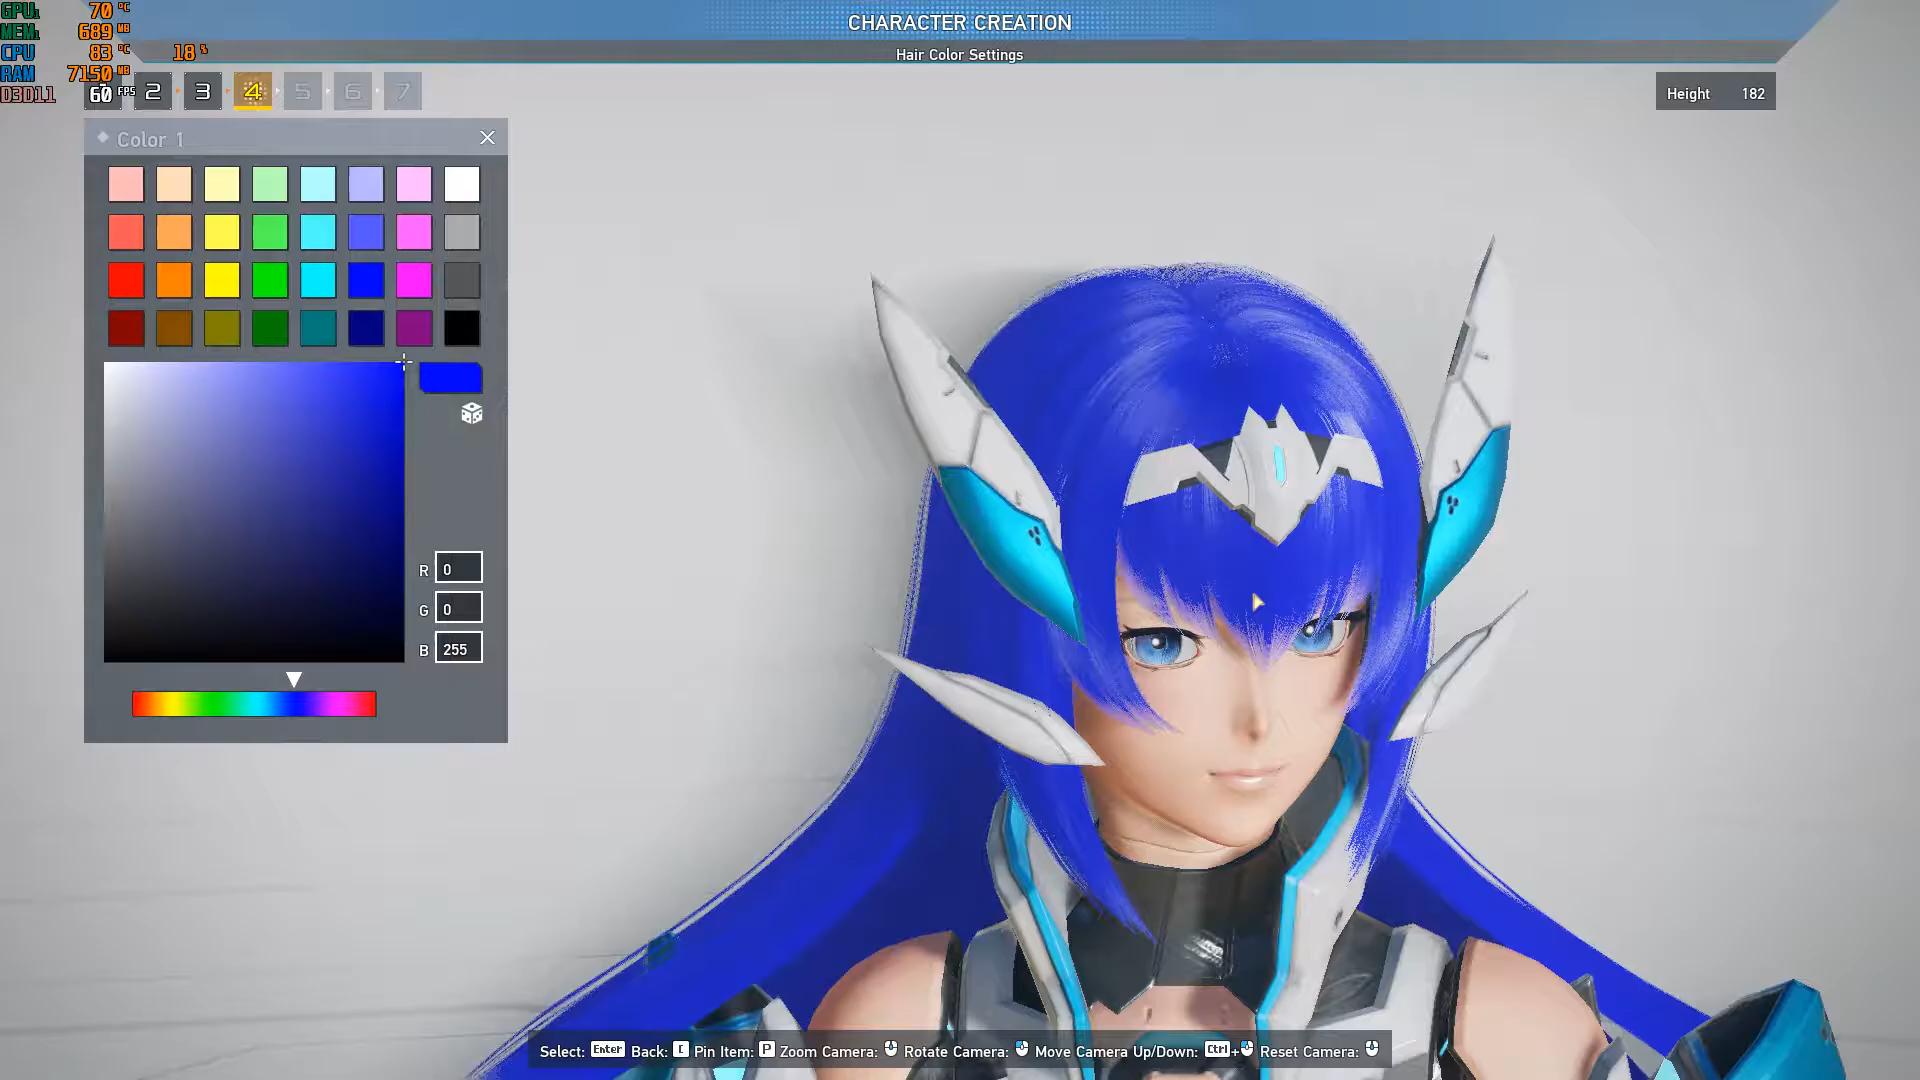 GPU1 70 °C
MEM1 689 MB
CPU 83 °C 18 %
RAM 7150 MB
D3D11 60 FPS
CHARACTER CREATION
Hair Color Settings
2 3 4 5 6 7
Height 182
Color 1
R 0
G 0
B 255
Select: Enter Back: C Pin Item: P Zoom Camera: Rotate Camera: Move Camera Up/Down: Ctrl + Reset Camera: